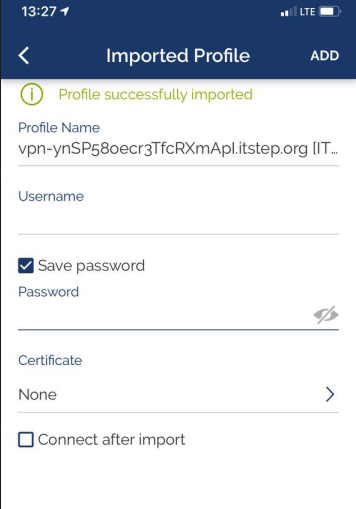 13:27 LTE
Imported Profile ADD
Profile successfully imported
Profile Name
vpn-ynSP58oecr3TfcRXmApI.itstep.org [IT...
Username
Save password
Password
Certificate
None
Connect after import